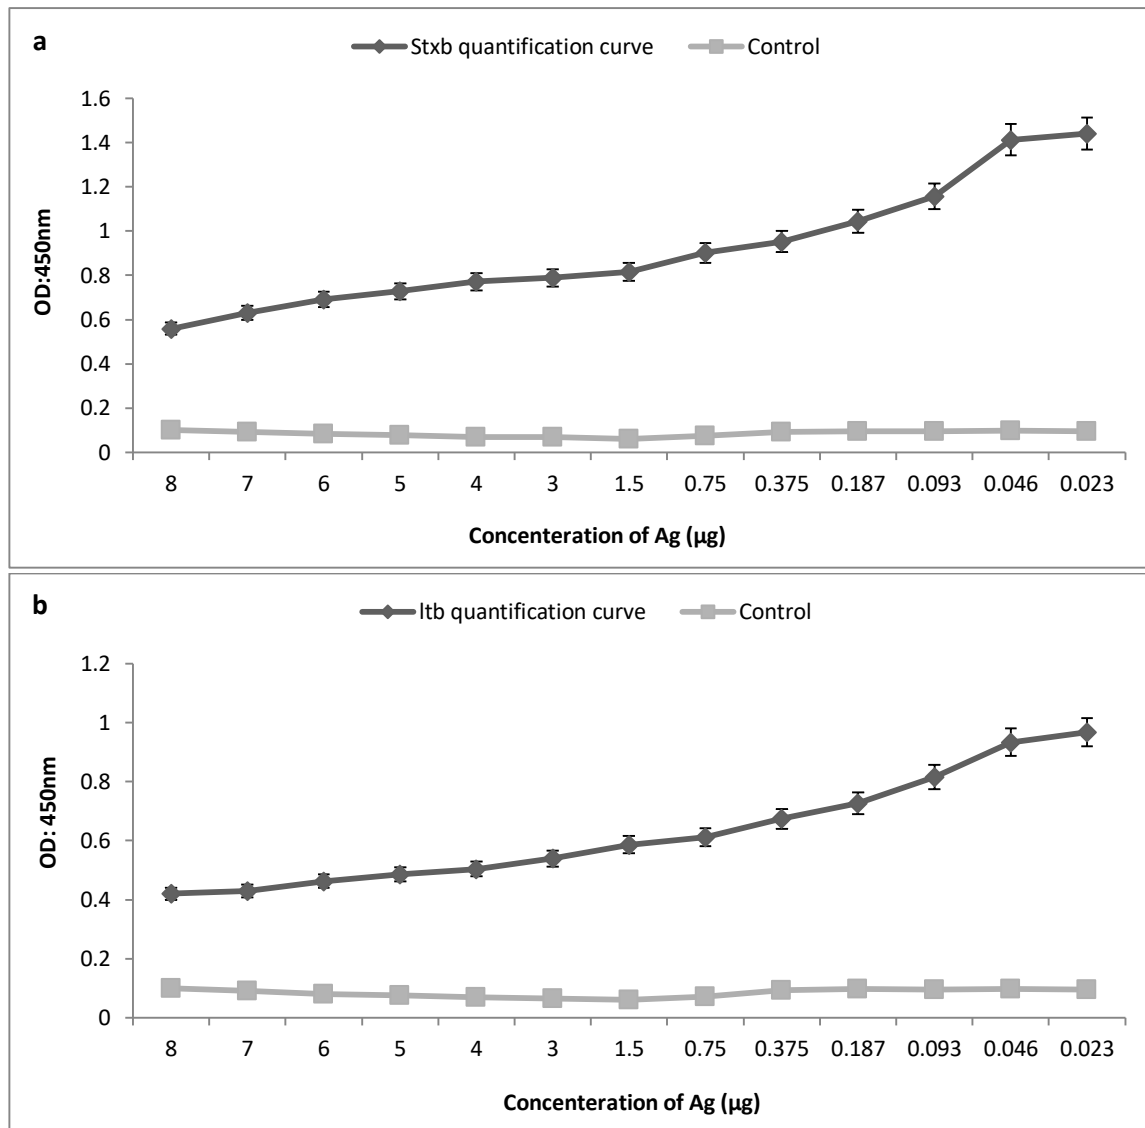 a
Stxb quantification curve Control
1.6
1.4
1.2
1
0.8
0.6
0.4
0.2
0
OD:450nm
8 7 6 5 4 3 1.5 0.75 0.375 0.187 0.093 0.046 0.023
Concenteration of Ag (µg)
b
ltb quantification curve Control
1.2
1
0.8
0.6
0.4
0.2
0
OD: 450nm
8 7 6 5 4 3 1.5 0.75 0.375 0.187 0.093 0.046 0.023
Concenteration of Ag (µg)